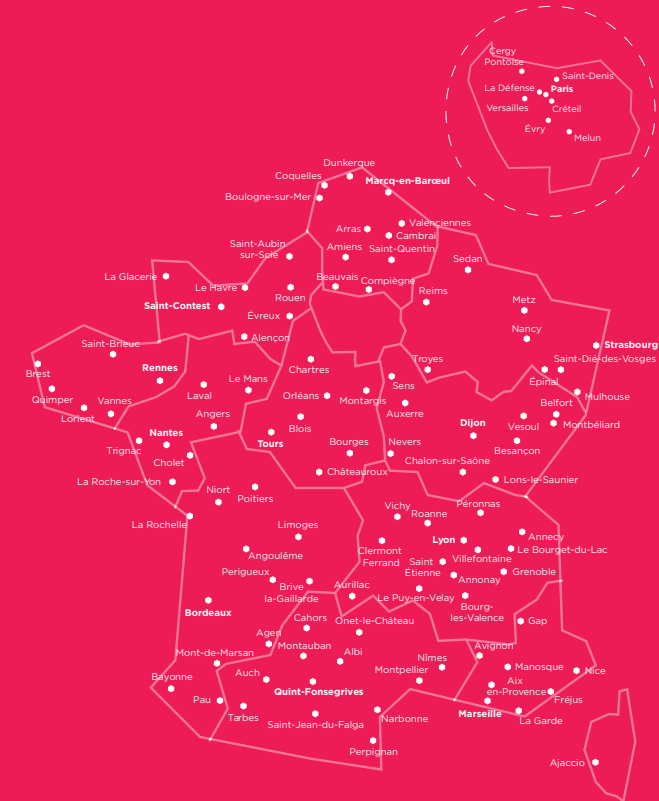 Cergy
Pontoise
Saint-Denis
La Défense
Paris
Versailles
Créteil
Évry
Melun
Dunkerque
Coquelles
Marcq-en-Barœul
Boulogne-sur-Mer
Valenciennes
Arras
Cambrai
Saint-Aubin
sur-Scie
Amiens
Saint-Quentin
Sedan
La Glacerie
Le Havre
Beauvais
Compiègne
Reims
Rouen
Metz
Saint-Contest
Évreux
Nancy
Alençon
Saint-Brieuc
Strasbourg
Brest
Rennes
Chartres
Troyes
Saint-Dié-des-Vosges
Le Mans
Sens
Épinal
Quimper
Vannes
Laval
Orléans
Montargis
Mulhouse
Lorient
Angers
Auxerre
Belfort
Blois
Dijon
Vesoul
Montbéliard
Nantes
Tours
Bourges
Nevers
Trignac
Besançon
Cholet
Chalon-sur-Saône
Châteauroux
La Roche-sur-Yon
Lons-le-Saunier
Niort
Poitiers
Vichy
Péronnas
La Rochelle
Limoges
Roanne
Lyon
Annecy
Angoulême
Clermont
Ferrand
Villefontaine
Le Bourget-du-Lac
Saint
Étienne
Perigueux
Annonay
Grenoble
Brive
la-Gaillarde
Aurillac
Le Puy-en-Velay
Bordeaux
Bourg-
les-Valence
Cahors
Onet-le-Château
Gap
Agen
Mont-de-Marsan
Montauban
Albi
Avignon
Nîmes
Bayonne
Auch
Montpellier
Manosque
Nice
Aix
en-Provence
Quint-Fonsegrives
Pau
Fréjus
Tarbes
Saint-Jean-du-Falga
Narbonne
Marseille
La Garde
Perpignan
Ajaccio